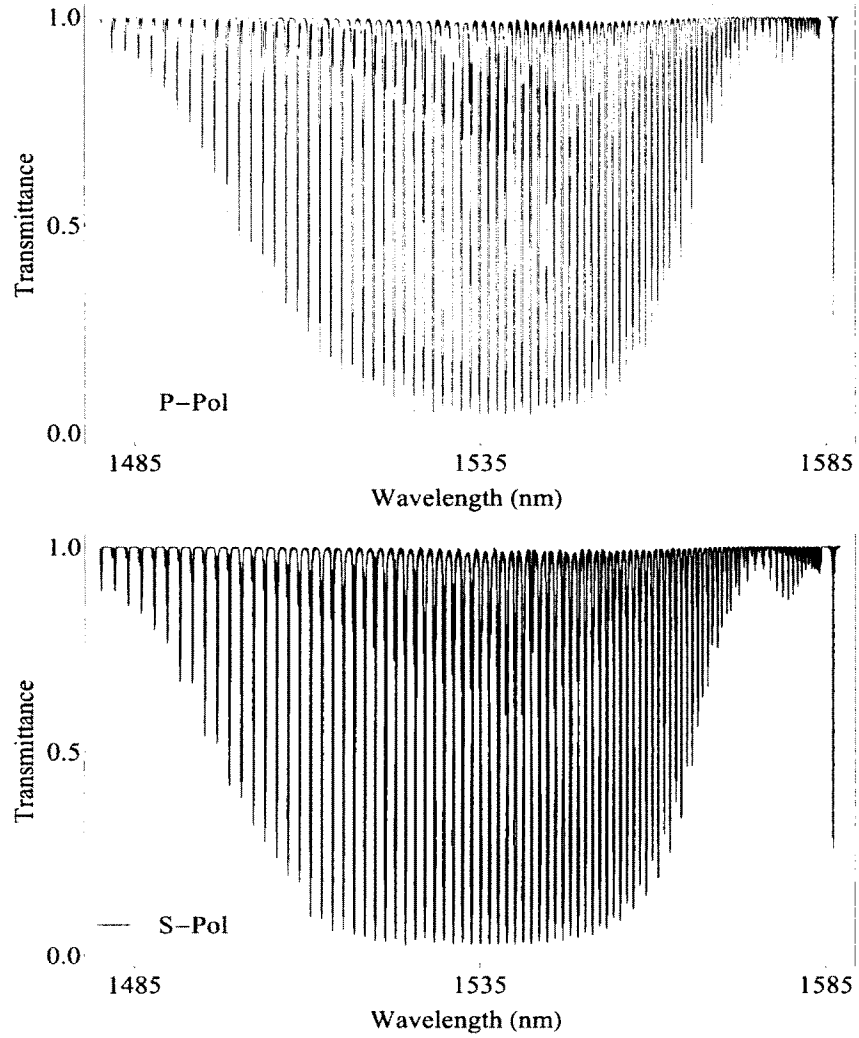 1.0
Transmittance
0.5
P-Pol
0.0
1485 1535 1585
Wavelength (nm)
1.0
Transmittance
0.5
S-Pol
0.0
1485 1535 1585
Wavelength (nm)